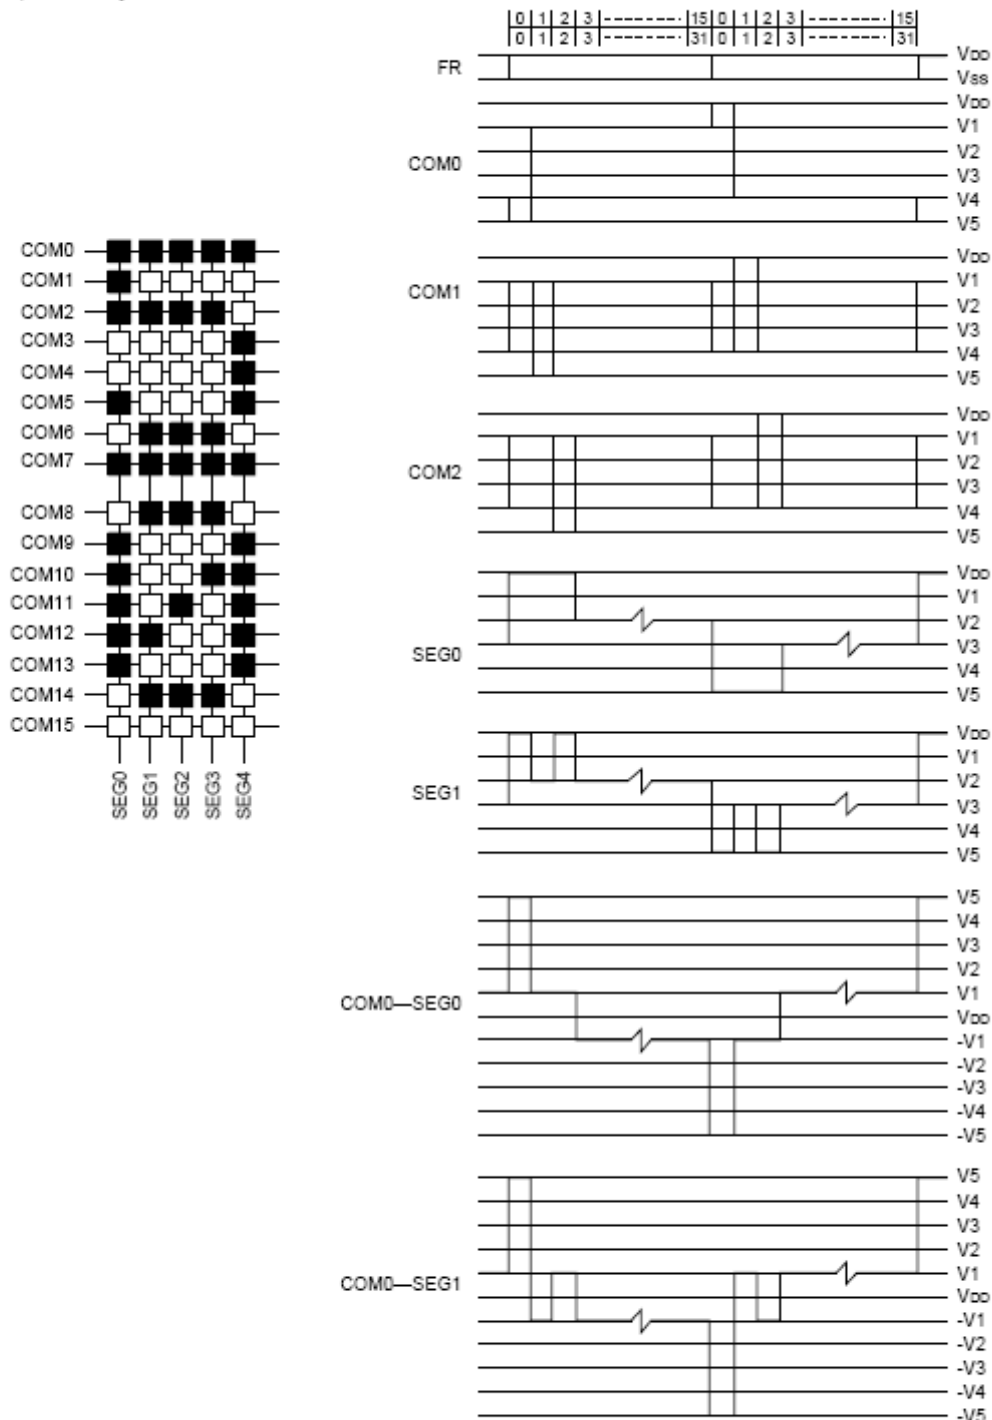 0 1 2 3 15 0 1 2 3 15
0 1 2 3 31 0 1 2 3 31
FR
VDD
VSS
COM0
VDD
V1
V2
V3
V4
V5
COM1
VDD
V1
V2
V3
V4
V5
COM2
VDD
V1
V2
V3
V4
V5
SEG0
VDD
V1
V2
V3
V4
V5
SEG1
VDD
V1
V2
V3
V4
V5
COM0—SEG0
V5
V4
V3
V2
V1
VDD
-V1
-V2
-V3
-V4
-V5
COM0—SEG1
V5
V4
V3
V2
V1
VDD
-V1
-V2
-V3
-V4
-V5
COM0
COM1
COM2
COM3
COM4
COM5
COM6
COM7
COM8
COM9
COM10
COM11
COM12
COM13
COM14
COM15
SEG0
SEG1
SEG2
SEG3
SEG4